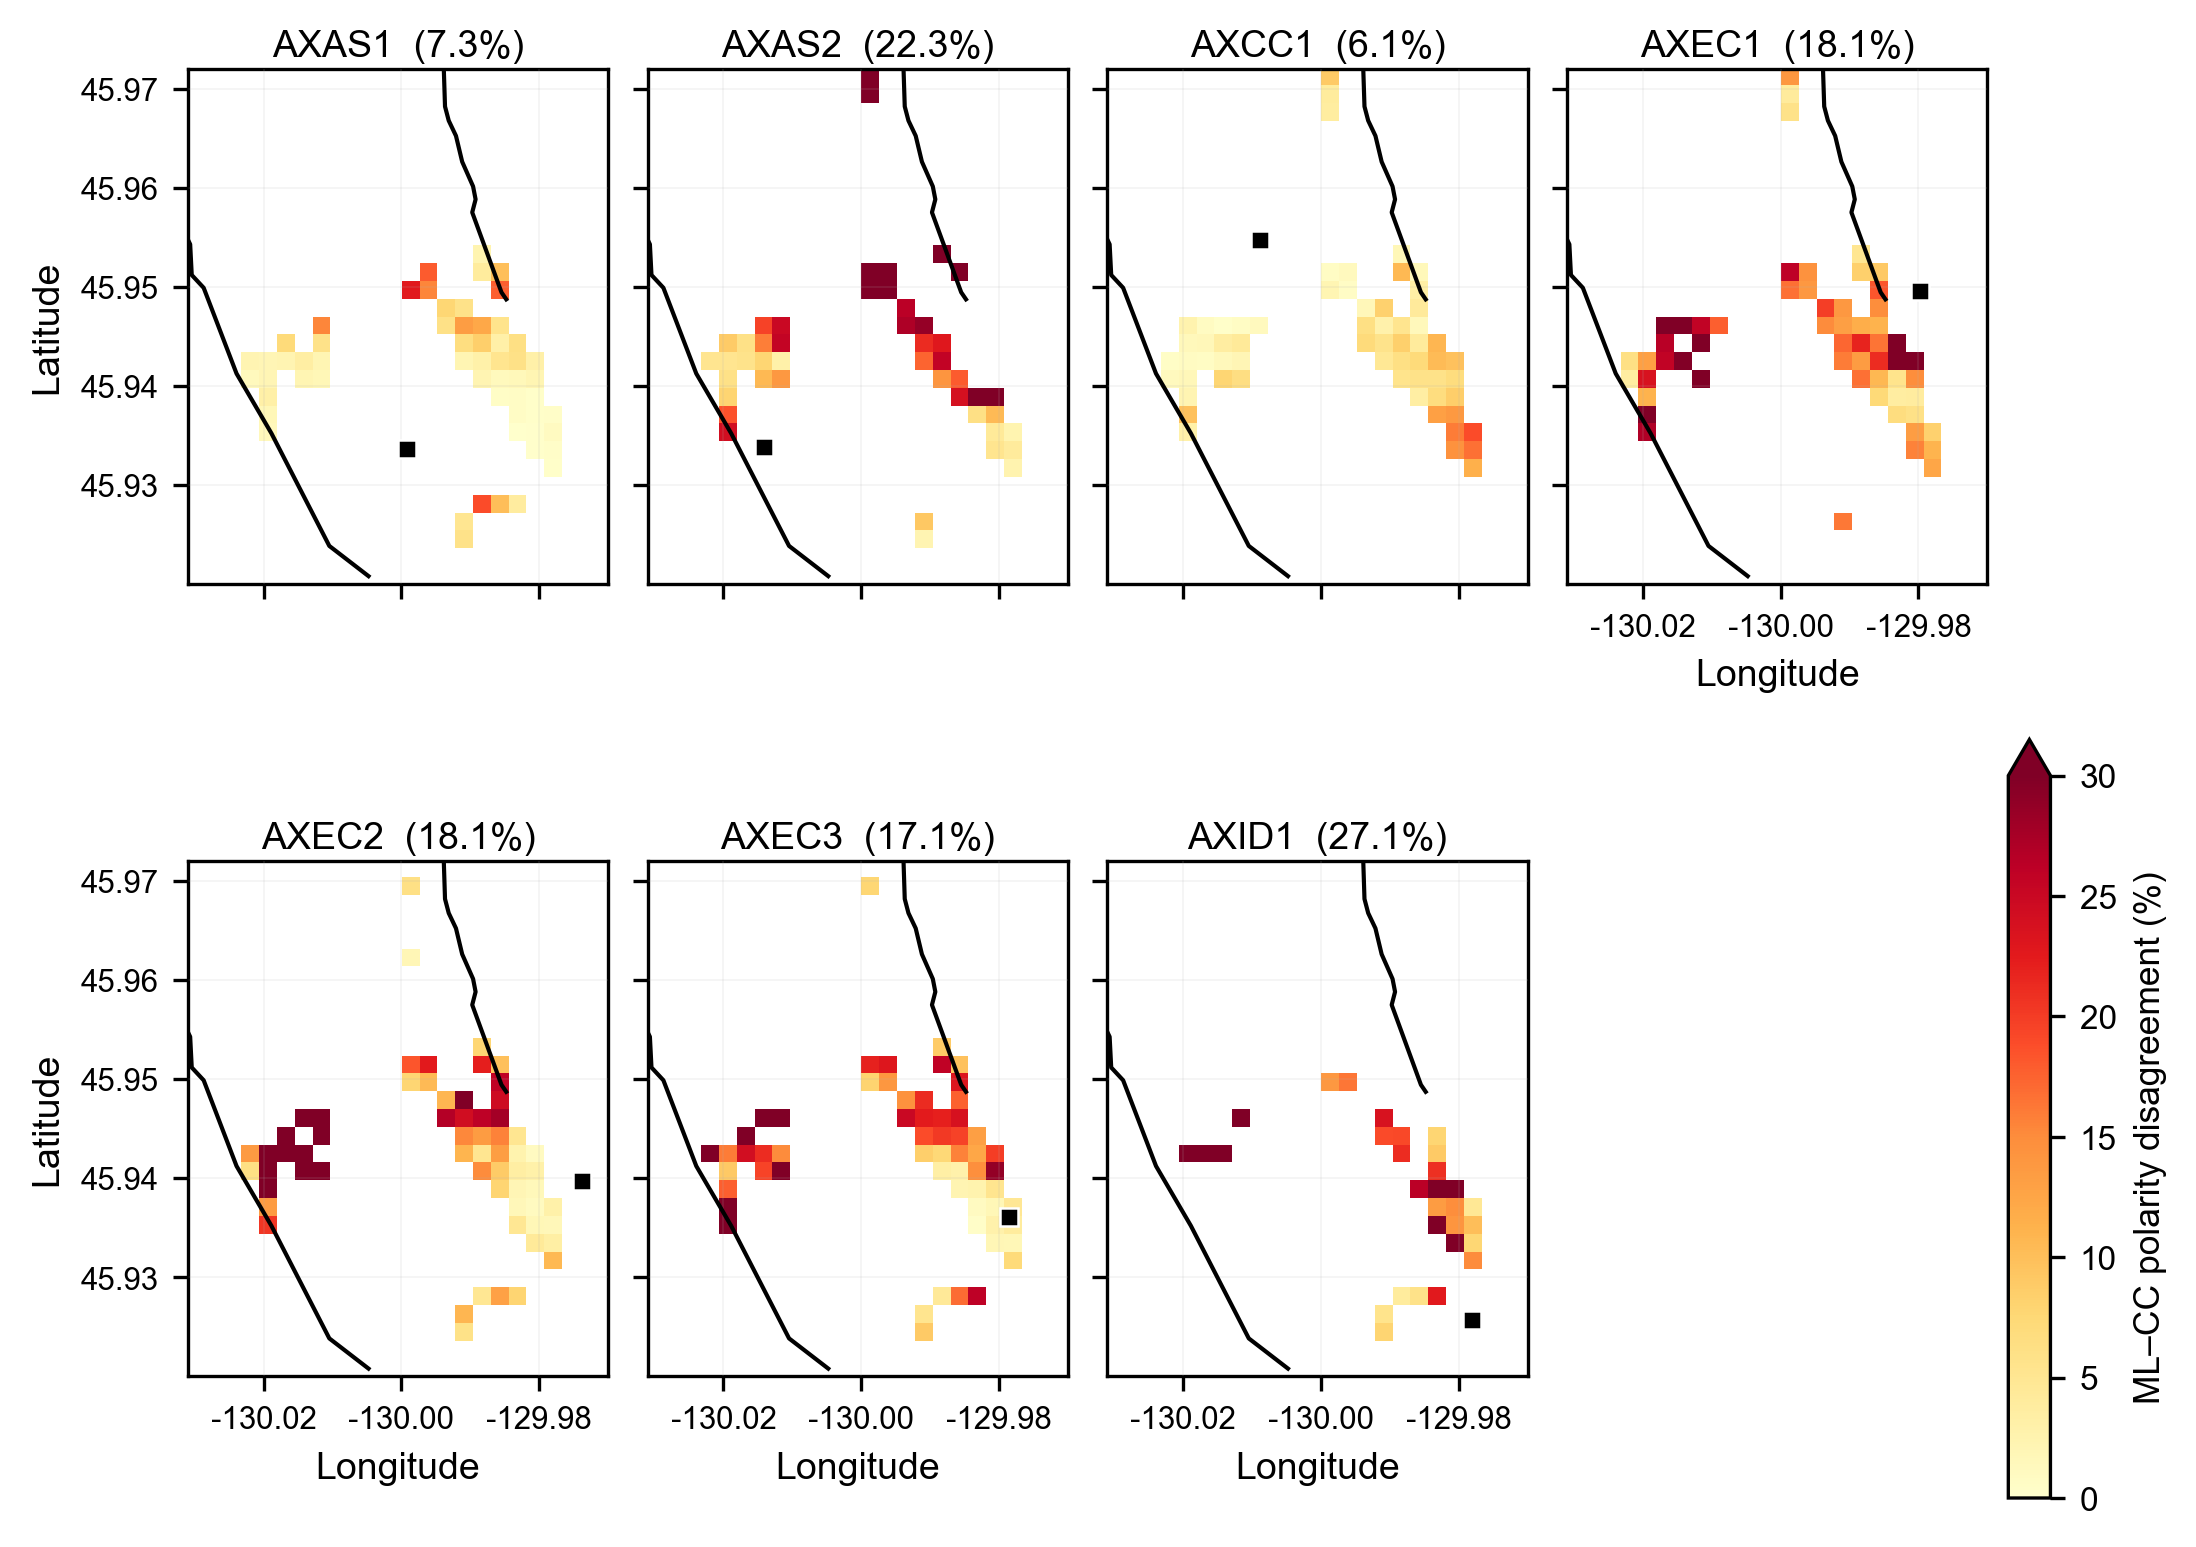 AXAS1 (7.3%)
AXAS2 (22.3%)
AXCC1 (6.1%)
AXEC1 (18.1%)
45.97
45.96
45.95
45.94
45.93
Latitude
-130.02 -130.00 -129.98
Longitude
AXEC2 (18.1%)
AXEC3 (17.1%)
AXID1 (27.1%)
45.97
45.96
45.95
45.94
45.93
Latitude
-130.02 -130.00 -129.98
Longitude
-130.02 -130.00 -129.98
Longitude
-130.02 -130.00 -129.98
Longitude
30
25
20
15
10
5
0
ML–CC polarity disagreement (%)